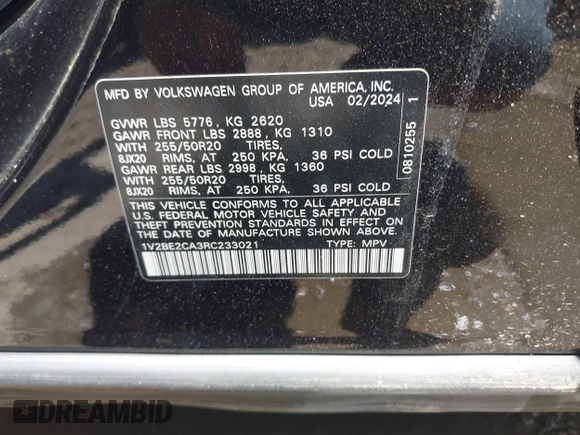 MFD BY VOLKSWAGEN GROUP OF AMERICA, INC.
USA 02/2024
GVWR LBS 5776, KG 2620
GAWR FRONT LBS 2888, KG 1310
WITH 255/50R20 TIRES,
8JX20 RIMS, AT 250 KPA, 36 PSI COLD
GAWR REAR LBS 2998, KG 1360
WITH 255/50R20 TIRES,
8JX20 RIMS, AT 250 KPA, 36 PSI COLD
THIS VEHICLE CONFORMS TO ALL APPLICABLE
U.S. FEDERAL MOTOR VEHICLE SAFETY AND
THEFT PREVENTION STANDARDS IN EFFECT ON
THE DATE OF MANUFACTURE SHOWN ABOVE.
1V2BE2CA3RC233021 TYPE: MPV
0810255 1
DREAMBID